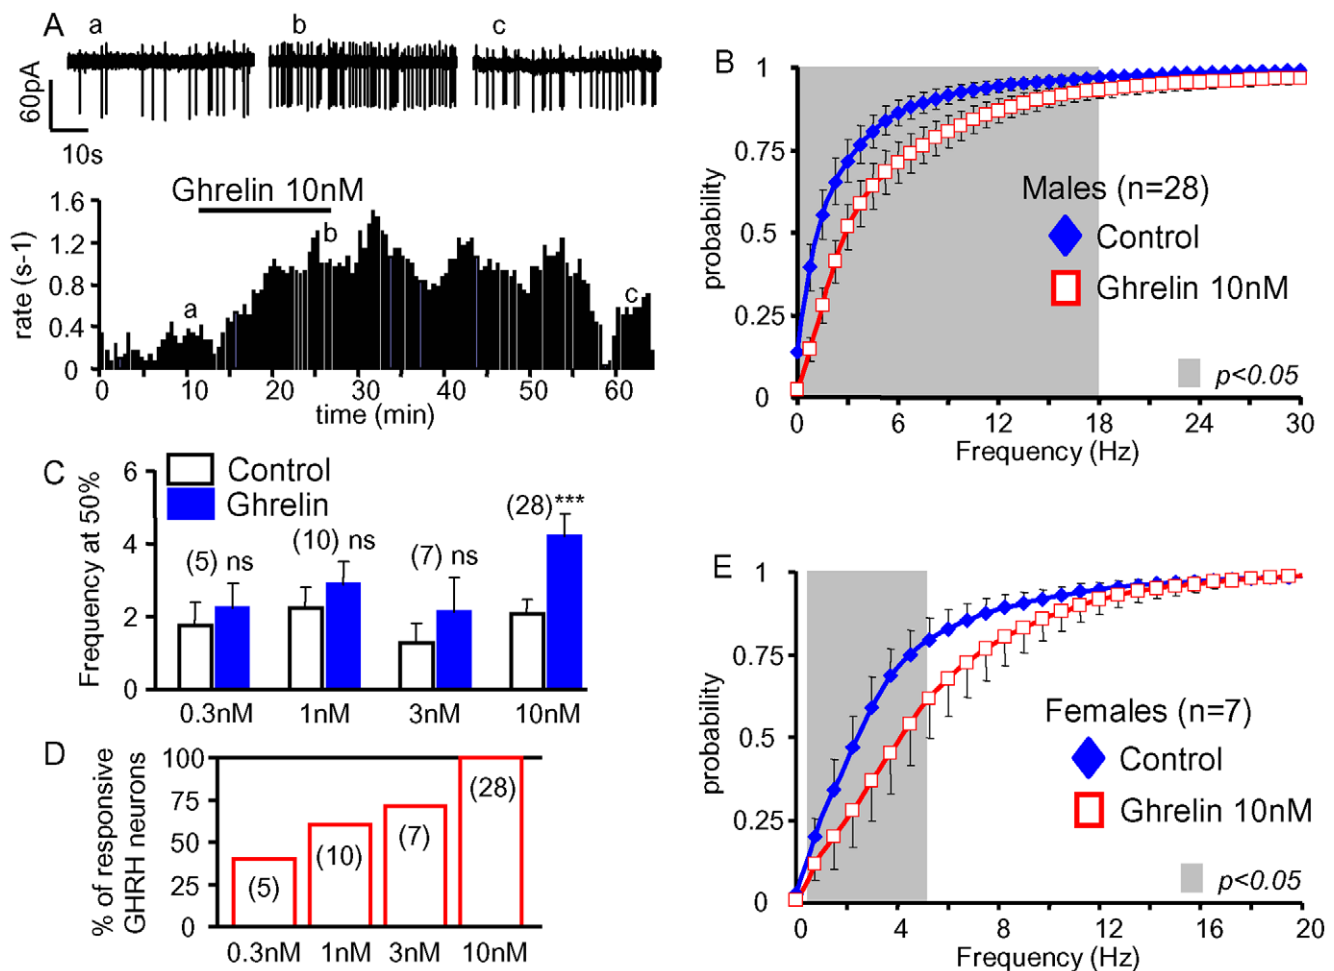 A
a
b
c
60pA
10s
Ghrelin 10nM
rate (s-1)
1.6
1.2
0.8
0.4
0
a
b
c
0
10
20
30
40
50
60
time (min)
B
probability
1
0.75
0.5
0.25
0
Males (n=28)
Control
Ghrelin 10nM
p<0.05
0
6
12
18
24
30
Frequency (Hz)
C
Frequency at 50%
6
4
2
0
Control
Ghrelin
(5) ns
(10) ns
(7) ns
(28)***
0.3nM
1nM
3nM
10nM
D
% of responsive
GHRH neurons
100
75
50
25
0
(5)
(10)
(7)
(28)
0.3nM
1nM
3nM
10nM
E
probability
1
0.75
0.5
0.25
0
Females (n=7)
Control
Ghrelin 10nM
p<0.05
0
4
8
12
16
20
Frequency (Hz)